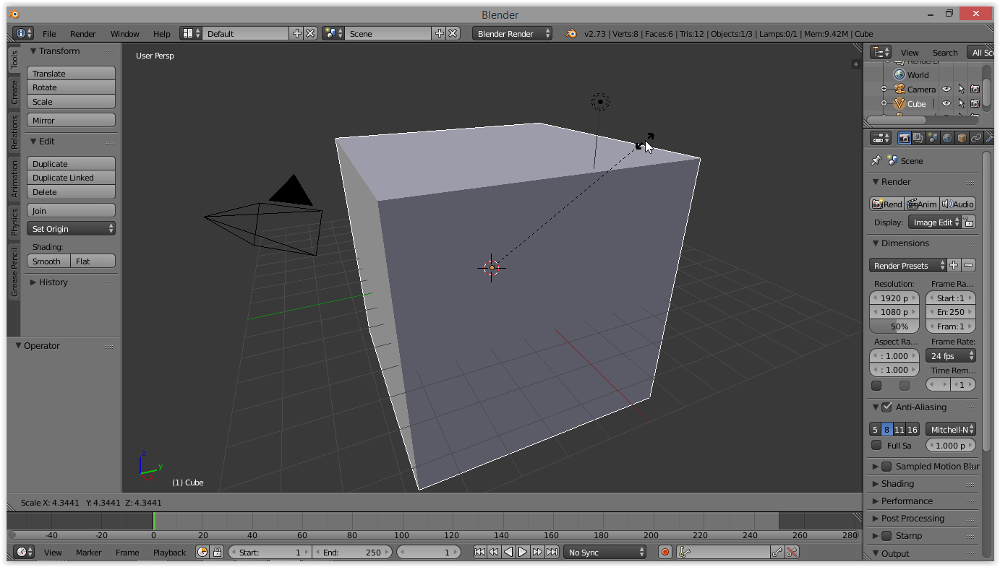 Blender
File Render Window Help Default Scene Blender Render v2.73 | Verts:8 | Faces:6 | Tris:12 | Objects:1/3 | Lamps:0/1 | Mem:9.42M | Cube
Tools
Create
Relations
Animation
Physics
Grease Pencil
Transform
Translate
Rotate
Scale
Mirror
Edit
Duplicate
Duplicate Linked
Delete
Join
Set Origin
Shading:
Smooth Flat
History
Operator
User Persp
z
y
x
(1) Cube
Scale X: 4.3441 Y: 4.3441 Z: 4.3441
-40 -20 0 20 40 60 80 100 120 140 160 180 200 220 240 260 280
View Marker Frame Playback Start: 1 End: 250 1 No Sync
View Search All Sc
World
Camera
Cube
Scene
Render
Rend Anim Audio
Display: Image Edit
Dimensions
Render Presets
Resolution: Frame Ra...
1920 p Start :1
1080 p En: 250
50% Fram: 1
Aspect Ra... Frame Rate:
: 1.000 24 fps
: 1.000 Time Rem...
1
Anti-Aliasing
5 8 11 16 Mitchell-N
Full Sa 1.000 p
Sampled Motion Blur
Shading
Performance
Post Processing
Stamp
Output